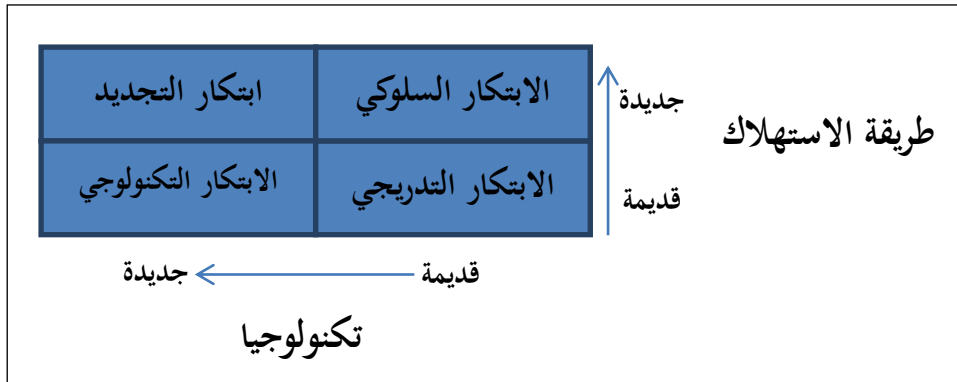 الابتكار السلوكي
ابتكار التجديد
جديدة
طريقة الاستهلاك
الابتكار التدريجي
الابتكار التكنولوجي
قديمة
قديمة
جديدة
تكنولوجيا